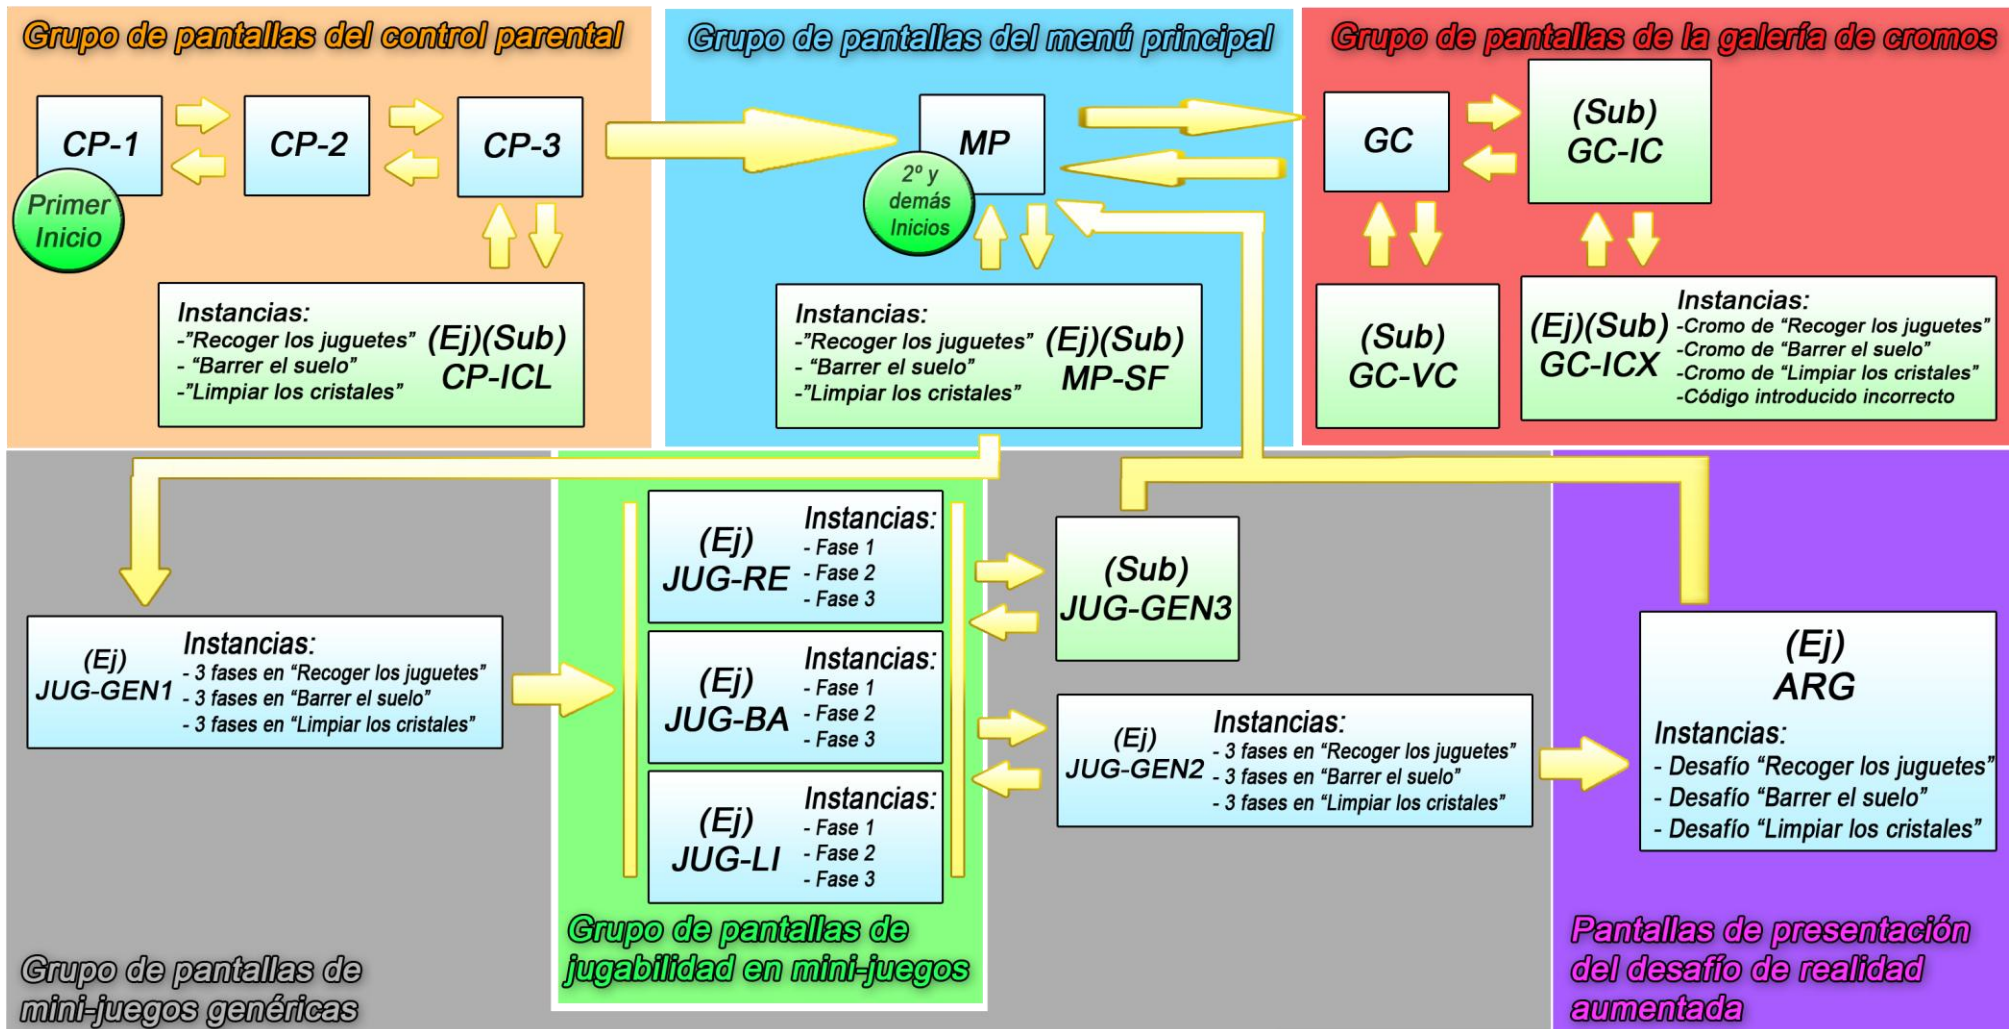 Grupo de pantallas del control parental
CP-1
CP-2
CP-3
Primer
Inicio
Instancias:
-"Recoger los juguetes"
- "Barrer el suelo"
-"Limpiar los cristales"
(Ej)(Sub)
CP-ICL
Grupo de pantallas del menú principal
MP
2º y
demás
Inicios
Instancias:
-"Recoger los juguetes"
- "Barrer el suelo"
-"Limpiar los cristales"
(Ej)(Sub)
MP-SF
Grupo de pantallas de la galería de cromos
GC
(Sub)
GC-IC
(Sub)
GC-VC
(Ej)(Sub)
GC-ICX
Instancias:
-Cromo de "Recoger los juguetes"
-Cromo de "Barrer el suelo"
-Cromo de "Limpiar los cristales"
-Código introducido incorrecto
(Ej)
JUG-GEN1
Instancias:
- 3 fases en "Recoger los juguetes"
- 3 fases en "Barrer el suelo"
- 3 fases en "Limpiar los cristales"
Grupo de pantallas de
mini-juegos genéricas
(Ej)
JUG-RE
Instancias:
- Fase 1
- Fase 2
- Fase 3
(Ej)
JUG-BA
Instancias:
- Fase 1
- Fase 2
- Fase 3
(Ej)
JUG-LI
Instancias:
- Fase 1
- Fase 2
- Fase 3
Grupo de pantallas de
jugabilidad en mini-juegos
(Sub)
JUG-GEN3
(Ej)
JUG-GEN2
Instancias:
- 3 fases en "Recoger los juguetes"
- 3 fases en "Barrer el suelo"
- 3 fases en "Limpiar los cristales"
(Ej)
ARG
Instancias:
- Desafío "Recoger los juguetes"
- Desafío "Barrer el suelo"
- Desafío "Limpiar los cristales"
Pantallas de presentación
del desafío de realidad
aumentada